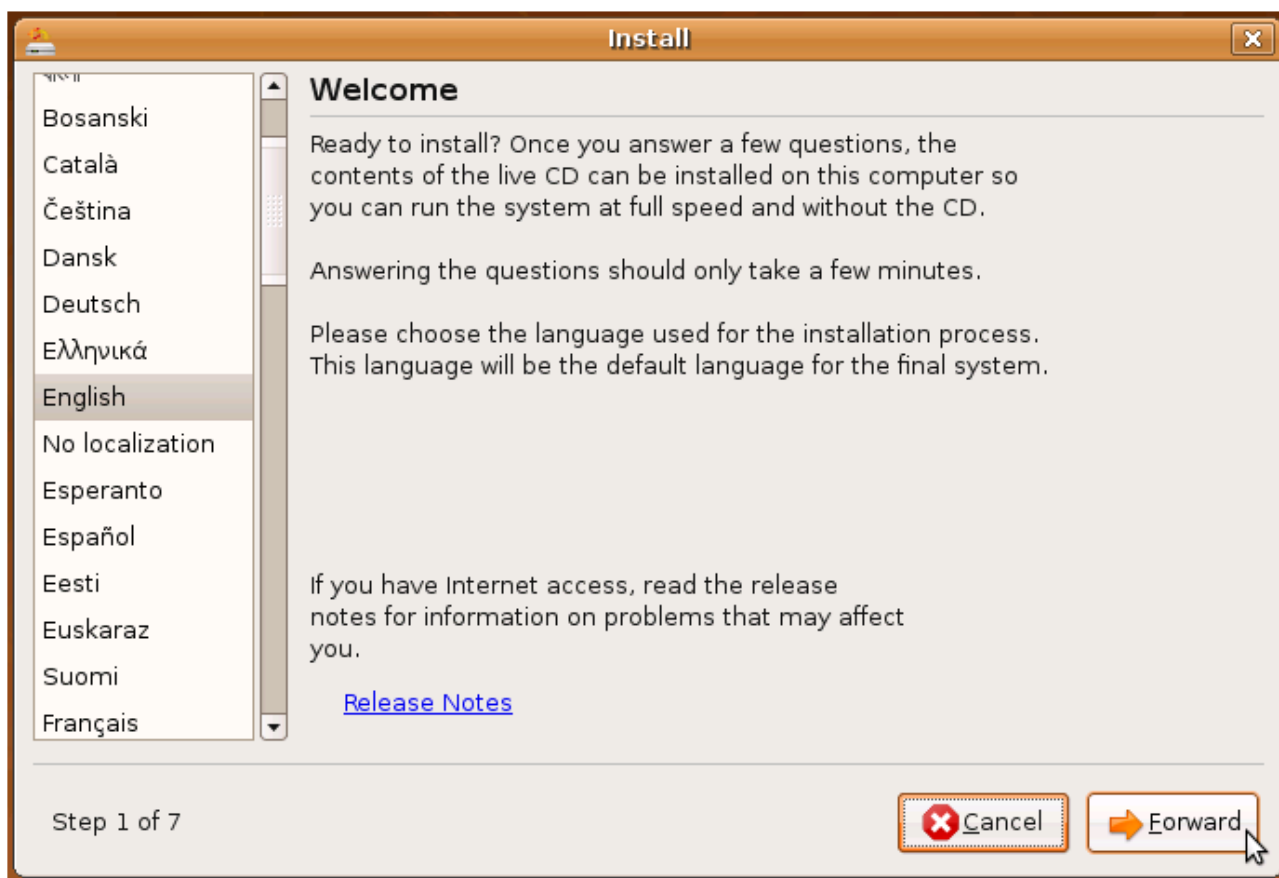 Install
Bosanski
Català
Čeština
Dansk
Deutsch
Ελληνικά
English
No localization
Esperanto
Español
Eesti
Euskaraz
Suomi
Français
Welcome
Ready to install? Once you answer a few questions, the
contents of the live CD can be installed on this computer so
you can run the system at full speed and without the CD.
Answering the questions should only take a few minutes.
Please choose the language used for the installation process.
This language will be the default language for the final system.
If you have Internet access, read the release
notes for information on problems that may affect
you.
Release Notes
Step 1 of 7
Cancel
Forward